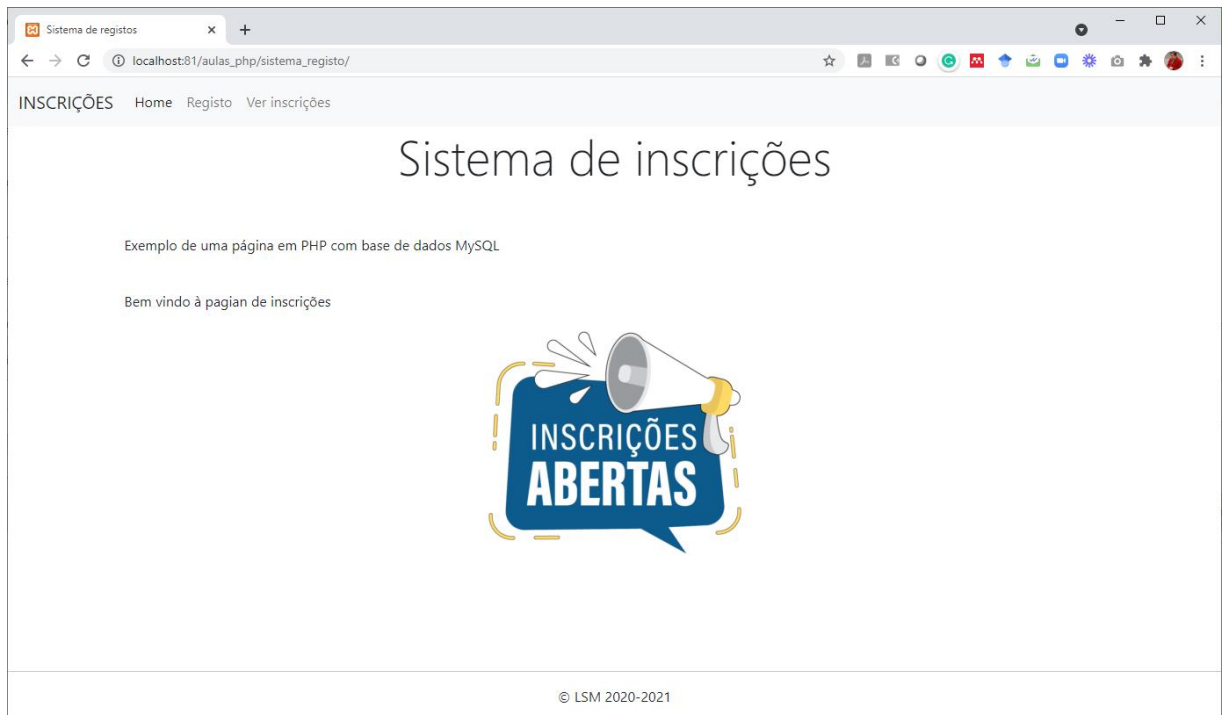 Sistema de registos
localhost:81/aulas_php/sistema_registo/
INSCRIÇÕES Home Registo Ver inscrições
Sistema de inscrições
Exemplo de uma página em PHP com base de dados MySQL
Bem vindo à pagian de inscrições
INSCRIÇÕES
ABERTAS
© LSM 2020-2021